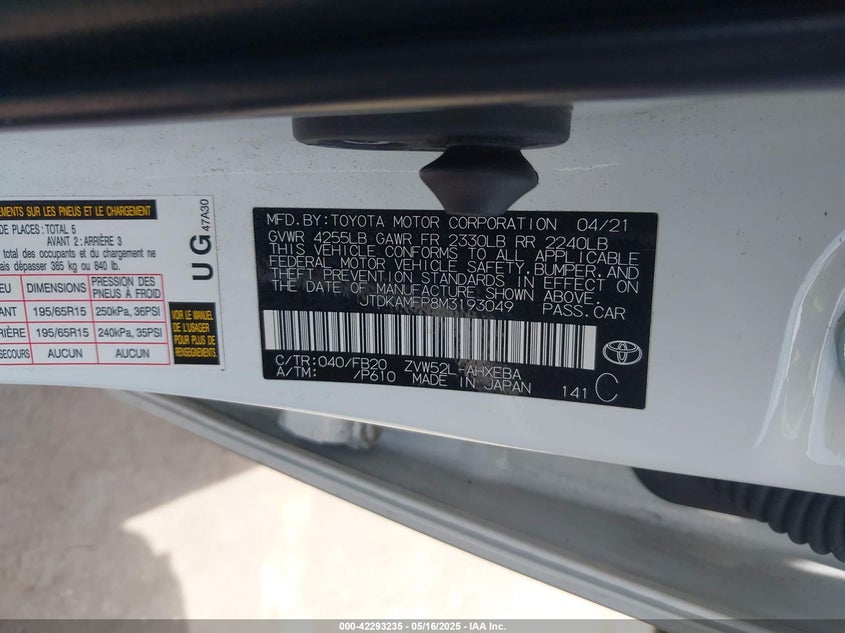 EMENTS SUR LES PNEUS ET LE CHARGEMENT
DE PLACES: TOTAL 5
AVANT 2: ARRIÈRE 3
total des occupants et du chargement ne
mais dépasser 385 kg ou 840 lb.
EU DIMENSIONS PRESSION DES PNEUS À FROID
ANT 195/65R15 250kPa, 36PSI
RIÈRE 195/65R15 240kPa, 35PSI
SECOURS AUCUN AUCUN
VOIR LE MANUEL
DE L'USAGER
POUR PLUS DE
RENSEIGNEMENTS
UG 47A30
MFD. BY: TOYOTA MOTOR CORPORATION 04/21
GVWR 4255LB GAWR FR 2330LB RR 2240LB
THIS VEHICLE CONFORMS TO ALL APPLICABLE
FEDERAL MOTOR VEHICLE SAFETY, BUMPER, AND
THEFT PREVENTION STANDARDS IN EFFECT ON
THE DATE OF MANUFACTURE SHOWN ABOVE.
JTDKAMFP8M3193049 PASS.CAR
C/TR: 040/FB20 ZVW52L-AHXEBA
A/TM: /P610 MADE IN JAPAN 141 C
000-42293235 - 05/16/2025 - IAA Inc.